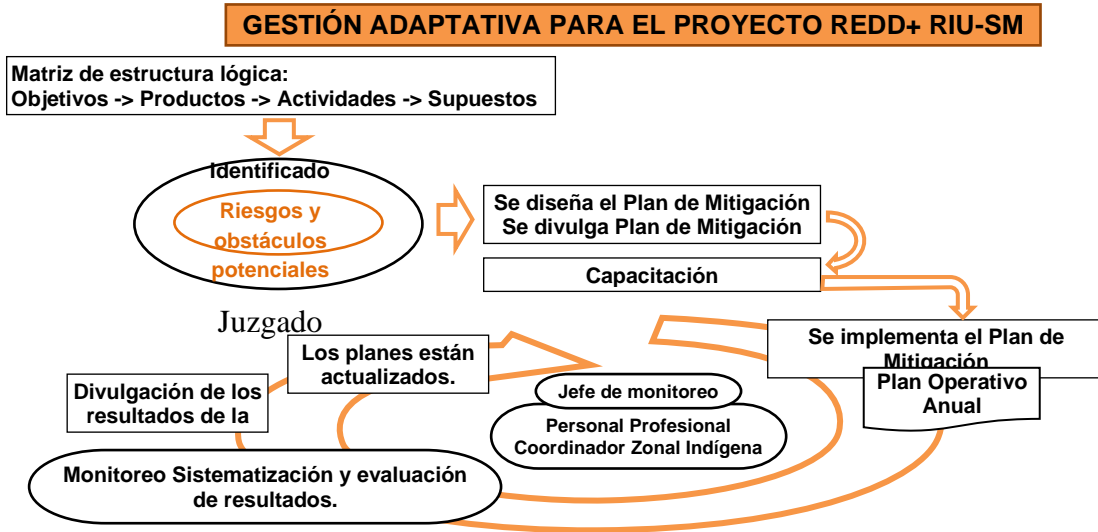 GESTIÓN ADAPTATIVA PARA EL PROYECTO REDD+ RIU-SM
Matriz de estructura lógica:
Objetivos -> Productos -> Actividades -> Supuestos
Identificado
Riesgos y
obstáculos
potenciales
Se diseña el Plan de Mitigación
Se divulga Plan de Mitigación
Capacitación
Juzgado
Los planes están
actualizados.
Se implementa el Plan de
Mitigación
Plan Operativo
Anual
Divulgación de los
resultados de la
Jefe de monitoreo
Personal Profesional
Coordinador Zonal Indígena
Monitoreo Sistematización y evaluación
de resultados.